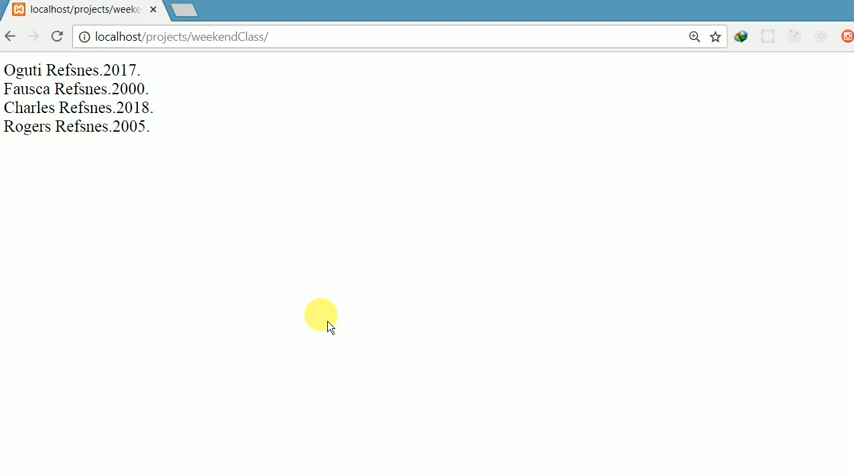 localhost/projects/weeke
localhost/projects/weekendClass/
Oguti Refsnes.2017.
Fausca Refsnes.2000.
Charles Refsnes.2018.
Rogers Refsnes.2005.